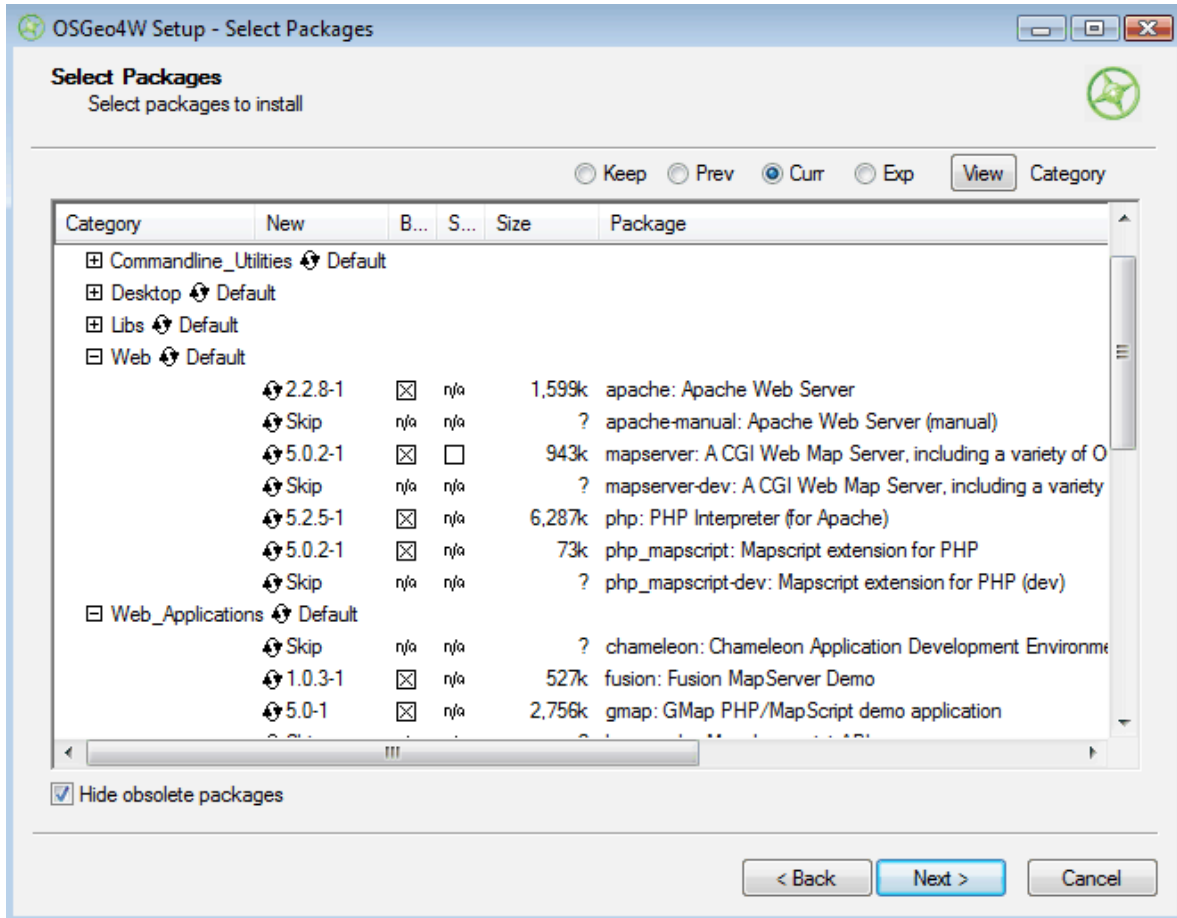 OSGeo4W Setup - Select Packages
Select Packages
Select packages to install
Keep Prev Curr Exp View Category
Category New B... S... Size Package
Commandline_Utilities Default
Desktop Default
Libs Default
Web Default
2.2.8-1 n/a 1,599k apache: Apache Web Server
Skip n/a n/a ? apache-manual: Apache Web Server (manual)
5.0.2-1 943k mapserver: A CGI Web Map Server, including a variety of O
Skip n/a n/a ? mapserver-dev: A CGI Web Map Server, including a variety
5.2.5-1 n/a 6,287k php: PHP Interpreter (for Apache)
5.0.2-1 n/a 73k php_mapscript: Mapscript extension for PHP
Skip n/a n/a ? php_mapscript-dev: Mapscript extension for PHP (dev)
Web_Applications Default
Skip n/a n/a ? chameleon: Chameleon Application Development Environme
1.0.3-1 n/a 527k fusion: Fusion MapServer Demo
5.0-1 n/a 2,756k gmap: GMap PHP/MapScript demo application
Hide obsolete packages
< Back Next > Cancel